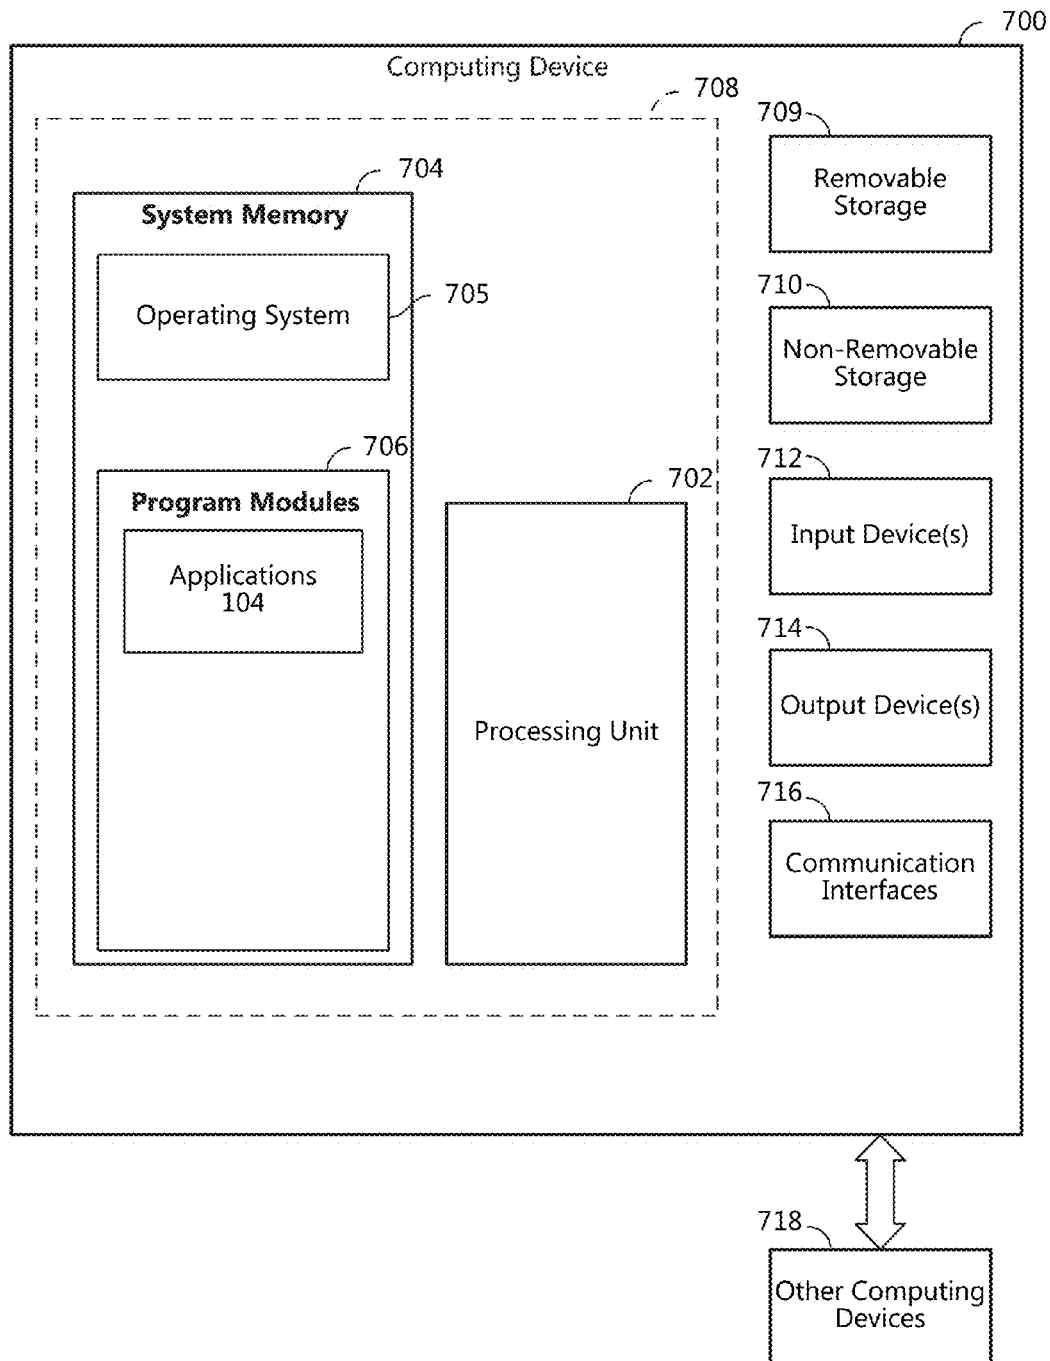 700
Computing Device
708
704
System Memory
Operating System
705
706
Program Modules
Applications
104
702
Processing Unit
709
Removable
Storage
710
Non-Removable
Storage
712
Input Device(s)
714
Output Device(s)
716
Communication
Interfaces
718
Other Computing
Devices